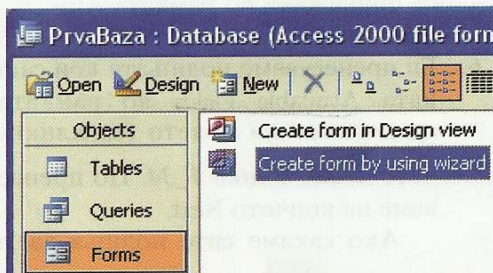 PrvaBaza : Database (Access 2000 file form
Open Design New
Objects
Create form in Design view
Tables
Create form by using wizard
Queries
Forms